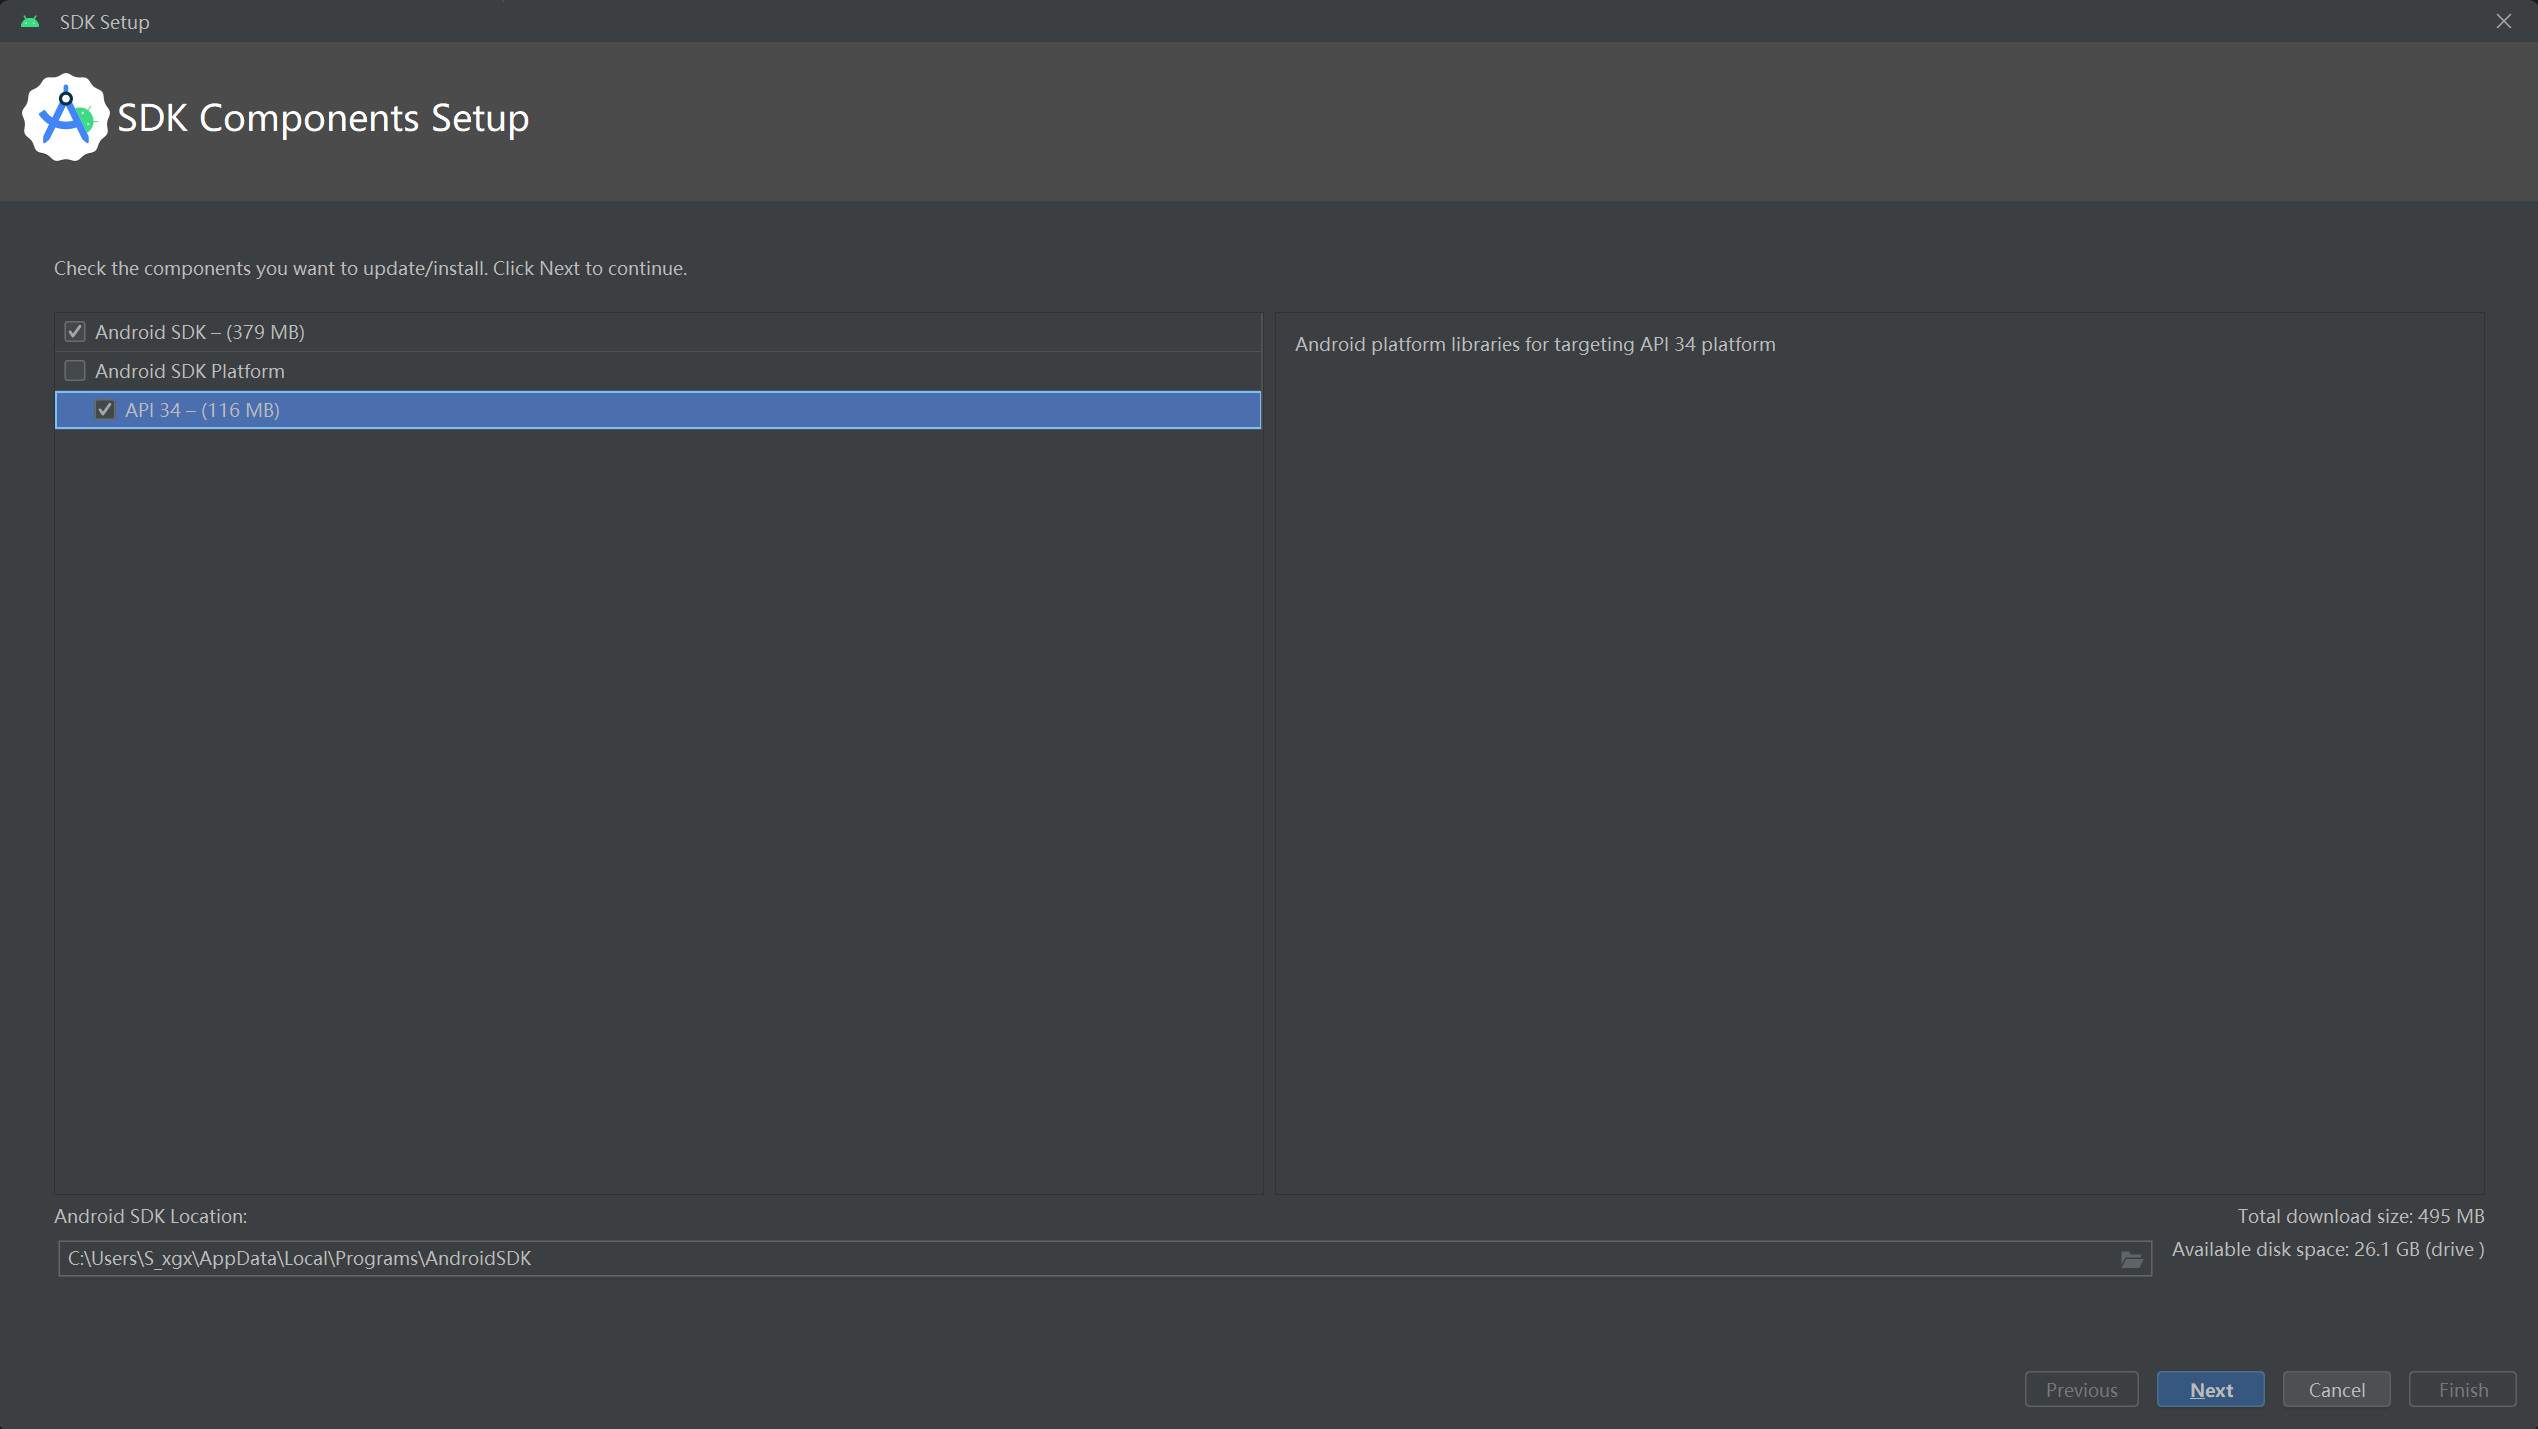 SDK Setup
SDK Components Setup
Check the components you want to update/install. Click Next to continue.
Android SDK – (379 MB)
Android SDK Platform
API 34 – (116 MB)
Android platform libraries for targeting API 34 platform
Android SDK Location:
Total download size: 495 MB
C:\Users\S_xgx\AppData\Local\Programs\AndroidSDK
Available disk space: 26.1 GB (drive )
Previous
Next
Cancel
Finish